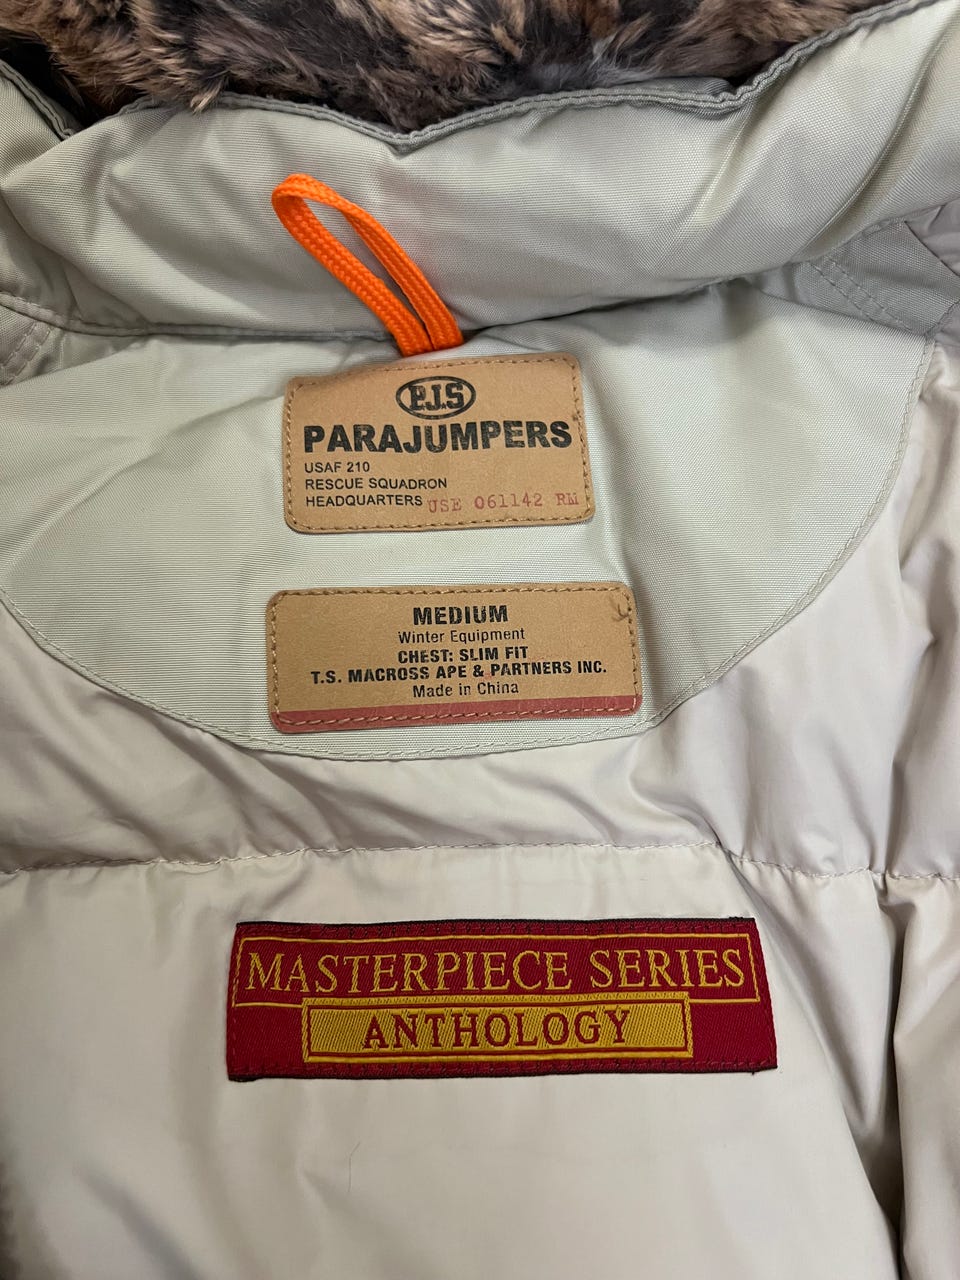 PJS
PARAJUMPERS
USAF 210
RESCUE SQUADRON
HEADQUARTERS USE 061142 RM
MEDIUM
Winter Equipment
CHEST: SLIM FIT
T.S. MACROSS APE & PARTNERS INC.
Made in China
MASTERPIECE SERIES
ANTHOLOGY